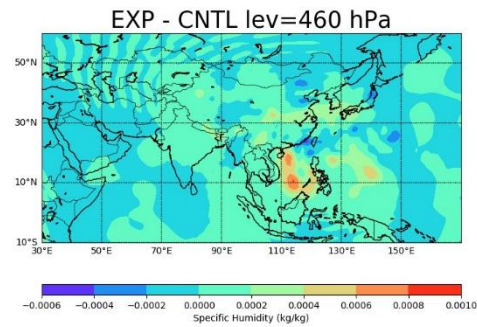 EXP - CNTL lev=460 hPa
50°N
30°N
10°N
10°S
30°E 50°E 70°E 90°E 110°E 130°E 150°E
−0.0006 −0.0004 −0.0002 0.0000 0.0002 0.0004 0.0006 0.0008 0.0010
Specific Humidity (kg/kg)